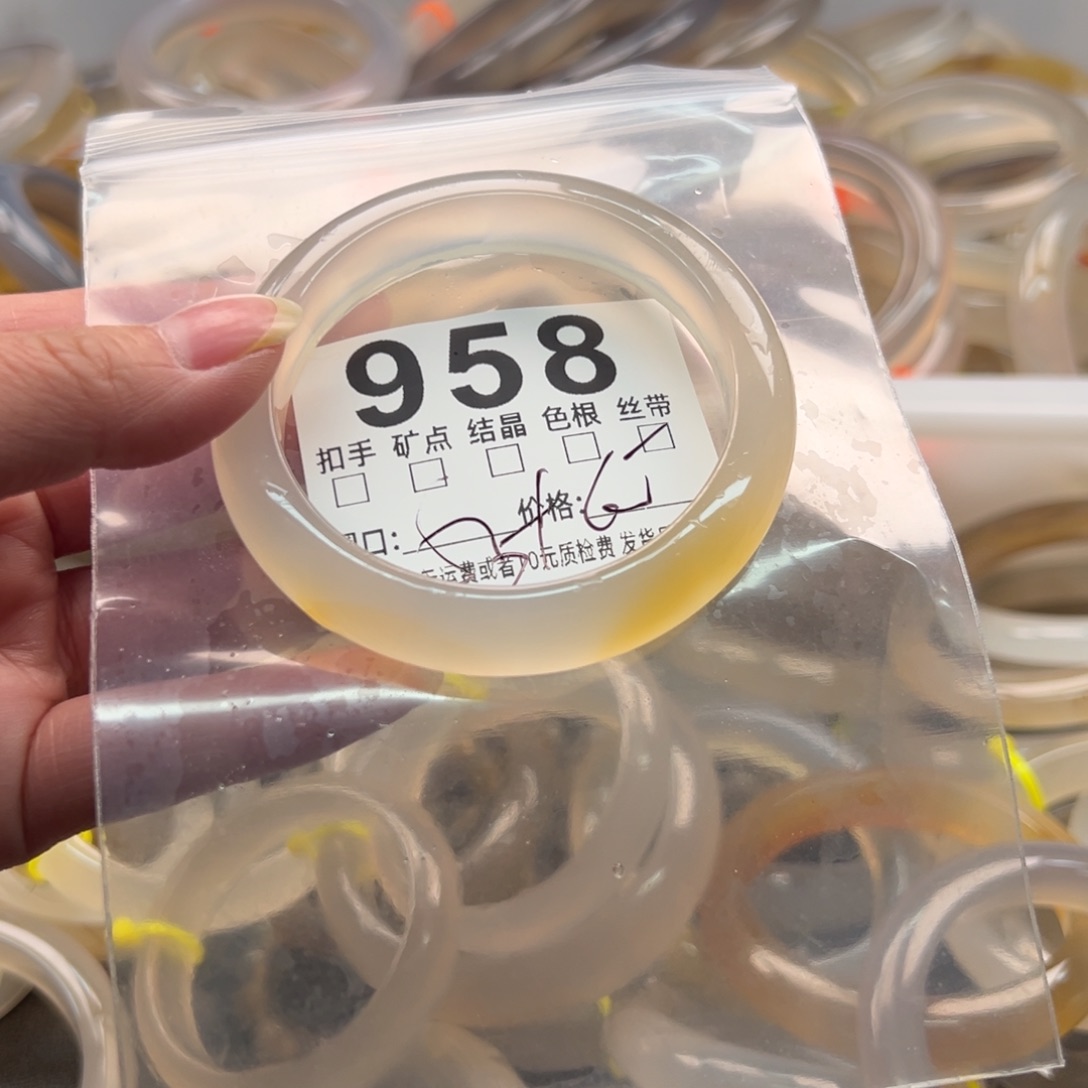 958
扣手 矿点 结晶 色根 丝带
口: 价格:
运费或者10元质检费 发货